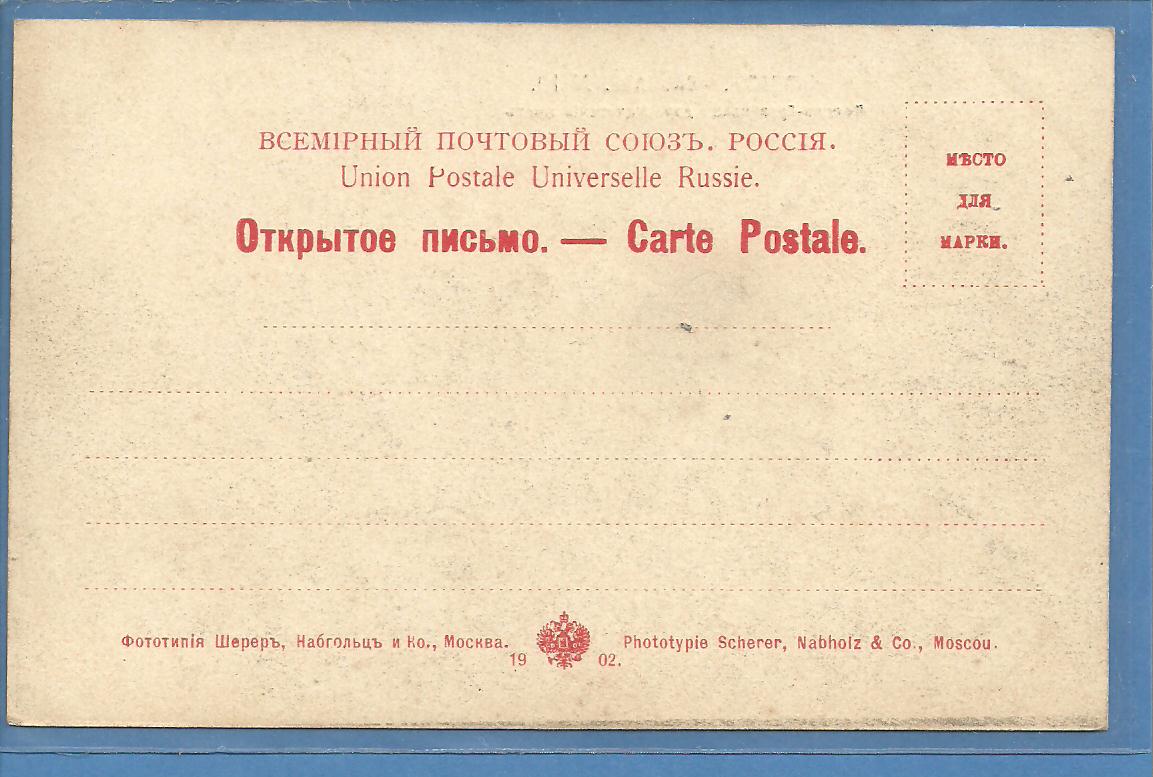 ВСЕМІРНЫЙ ПОЧТОВЫЙ СОЮЗЪ. РОССІЯ.
Union Postale Universelle Russie.
Открытое письмо. — Carte Postale.
МѢСТО
ДЛЯ
МАРКИ.
Фототипія Шереръ, Набгольцъ и Ко., Москва.
Phototypie Scherer, Nabholz & Co., Moscou.
19 02.